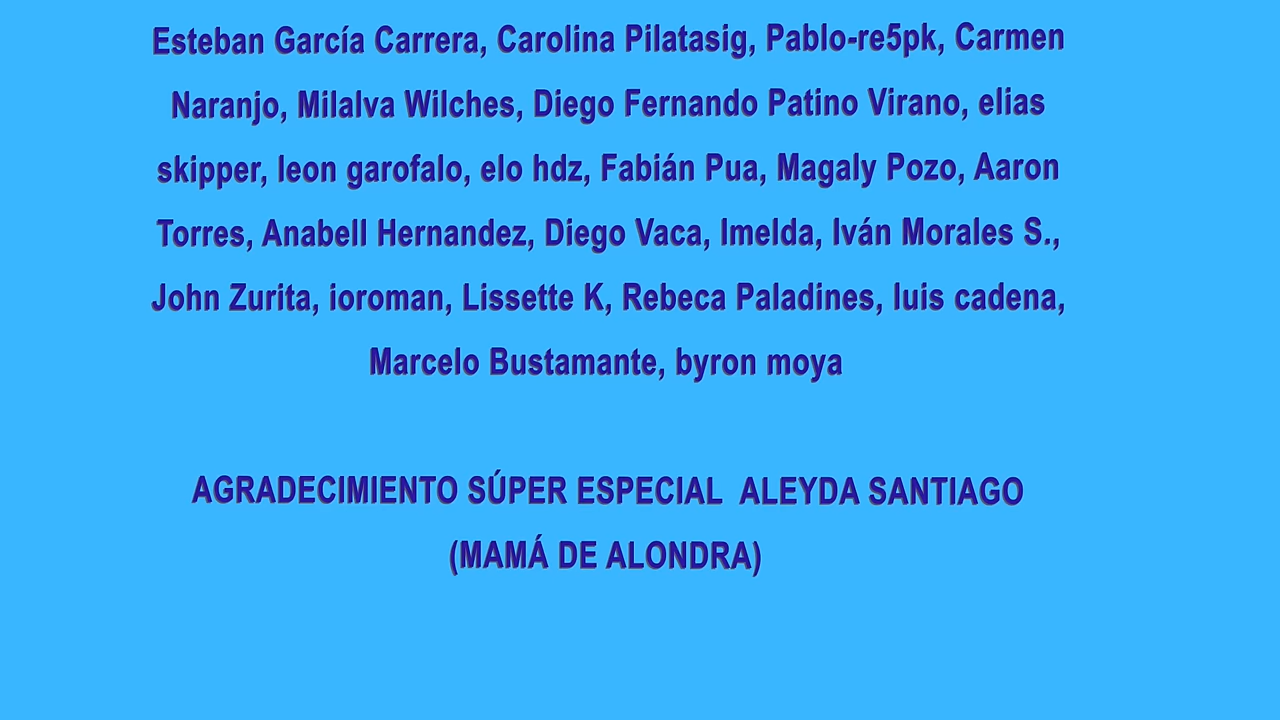 Esteban García Carrera, Carolina Pilatasig, Pablo-re5pk, Carmen
Naranjo, Milalva Wilches, Diego Fernando Patino Virano, elias
skipper, leon garofalo, elo hdz, Fabián Pua, Magaly Pozo, Aaron
Torres, Anabell Hernandez, Diego Vaca, Imelda, Iván Morales S.,
John Zurita, ioroman, Lissette K, Rebeca Paladines, luis cadena,
Marcelo Bustamante, byron moya
AGRADECIMIENTO SÚPER ESPECIAL  ALEYDA SANTIAGO
(MAMÁ DE ALONDRA)